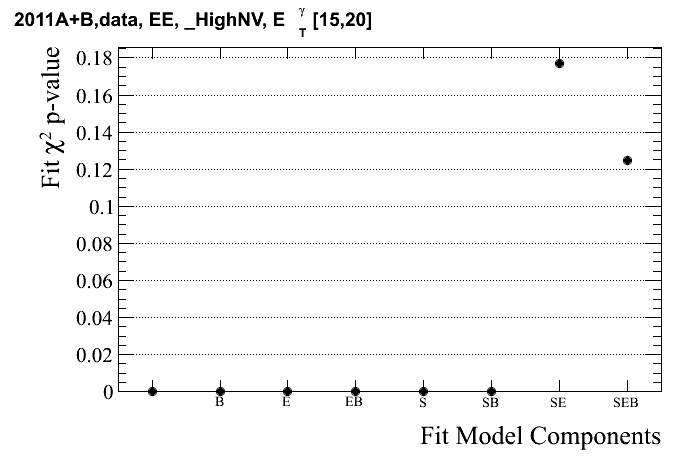 2011A+B,data, EE, _HighNV, E γ T [15,20]
Fit χ² p-value
0.18
0.16
0.14
0.12
0.1
0.08
0.06
0.04
0.02
0
B E EB S SB SE SEB
Fit Model Components